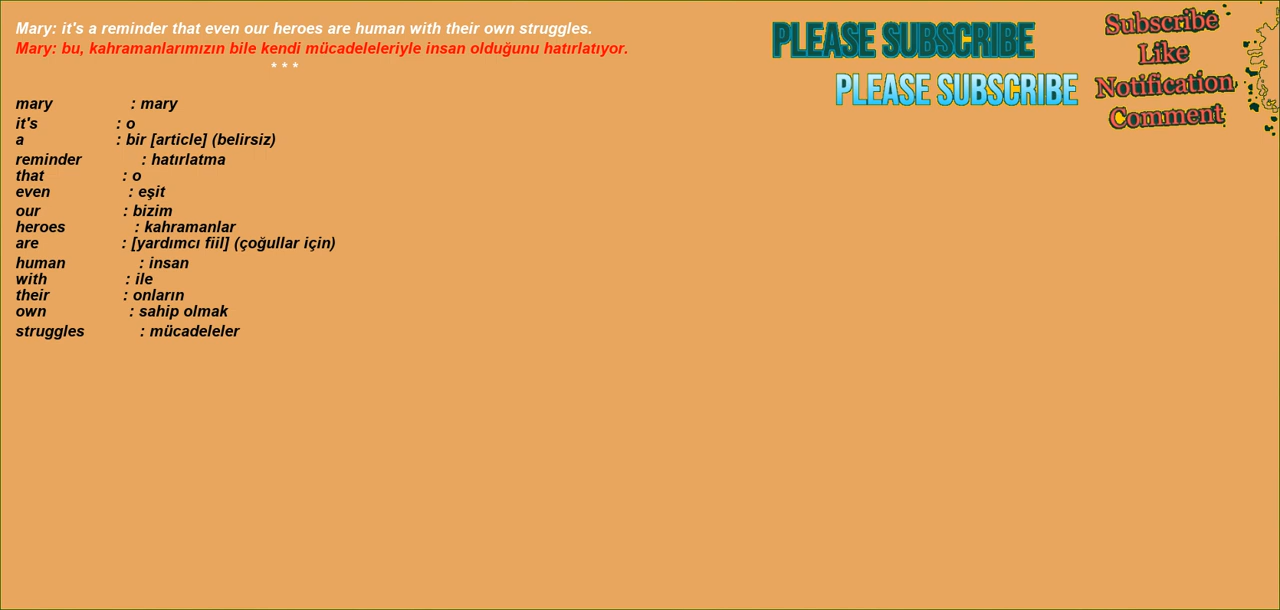 Mary: it's a reminder that even our heroes are human with their own struggles.
Mary: bu, kahramanlarımızın bile kendi mücadeleleriyle insan olduğunu hatırlatıyor.
* * *
mary : mary
it's : o
a : bir [article] (belirsiz)
reminder : hatırlatma
that : o
even : eşit
our : bizim
heroes : kahramanlar
are : [yardımcı fiil] (çoğullar için)
human : insan
with : ile
their : onların
own : sahip olmak
struggles : mücadeleler
PLEASE SUBSCRIBE
PLEASE SUBSCRIBE
Subscribe
Like
Notification
Comment